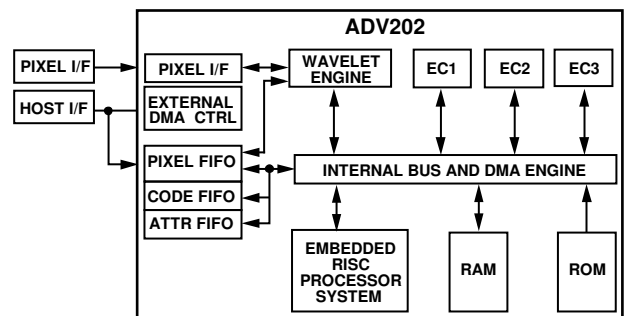 ADV202
PIXEL I/F
PIXEL I/F
WAVELET
ENGINE
EC1
EC2
EC3
HOST I/F
EXTERNAL
DMA CTRL
PIXEL FIFO
CODE FIFO
ATTR FIFO
INTERNAL BUS AND DMA ENGINE
EMBEDDED
RISC
PROCESSOR
SYSTEM
RAM
ROM